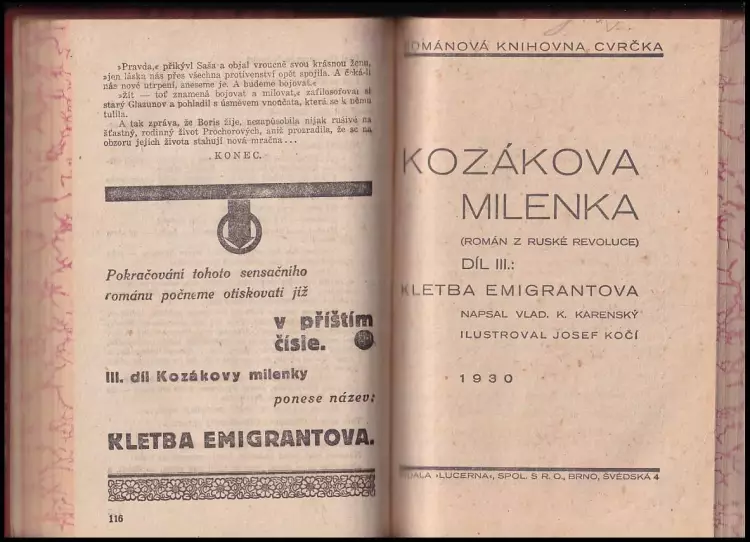 »Pravda,« přikývl Saša a objal vroucně svou krásnou ženu,
»jen láska nás přes všechna protivenství opět spojila. A čeká-li
nás nové utrpení, aneseme je. A budeme bojovat.«
»žít — toť znamená bojovat a milovat,« zafilosofoval si
starý Glazunov a pohladil s úsměvem vnoučata, která se k němu
tulila.
A tak zpráva, že Boris žije, nezapůsobila nijak rušivě na
šťastný, rodinný život Prochorových, aniž prozradila, že se na
obzoru jejich života stahují nová mračna...
. KONEC.
Pokračování tohoto sensačního
románu počneme otiskovati již
v příštím
čísle.
III. díl Kozákovy milenky
ponese název:
KLETBA EMIGRANTOVA.
116
OMÁNOVÁ KNIHOVNA CVRČKA
KOZÁKOVA
MILENKA
(ROMÁN Z RUSKÉ REVOLUCE)
DÍL III.:
KLETBA EMIGRANTOVA
NAPSAL VLAD. K. KARENSKÝ
ILUSTROVAL JOSEF KOČÍ
1930
DALA »LUCERNA«, SPOL. S R. O., BRNO, ŠVÉDSKÁ 4